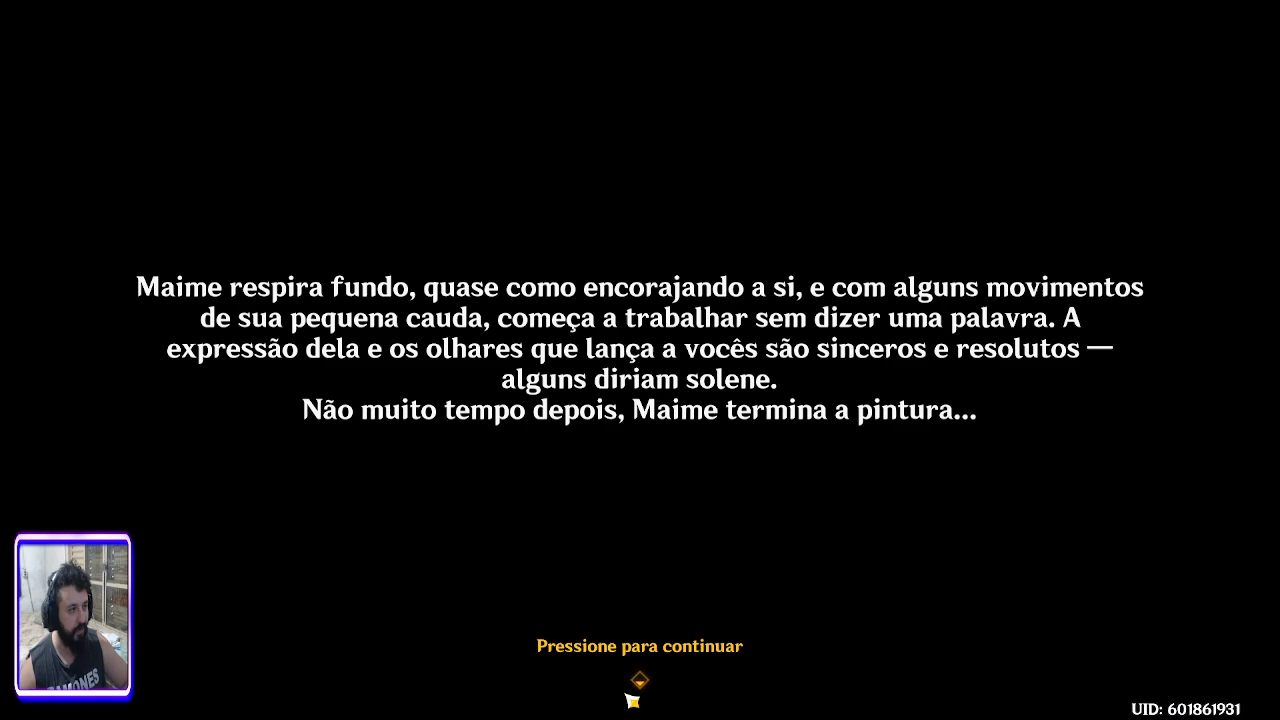 Maime respira fundo, quase como encorajando a si, e com alguns movimentos
de sua pequena cauda, começa a trabalhar sem dizer uma palavra. A
expressão dela e os olhares que lança a vocês são sinceros e resolutos —
alguns diriam solene.
Não muito tempo depois, Maime termina a pintura...
RAMONES
Pressione para continuar
UID: 601861931